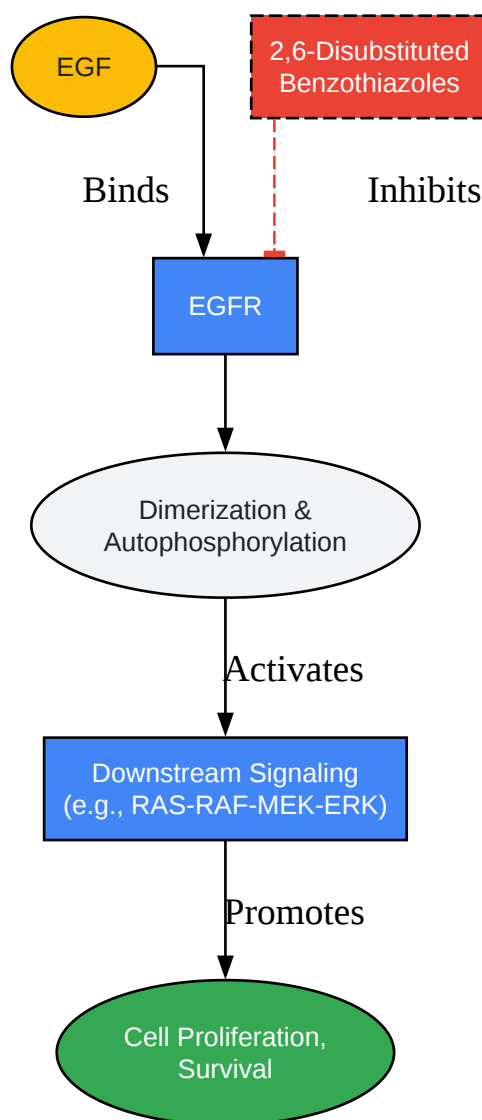 EGF
2,6-Disubstituted
Benzothiazoles
Binds
Inhibits
EGFR
Dimerization &
Autophosphorylation
Activates
Downstream Signaling
(e.g., RAS-RAF-MEK-ERK)
Promotes
Cell Proliferation,
Survival